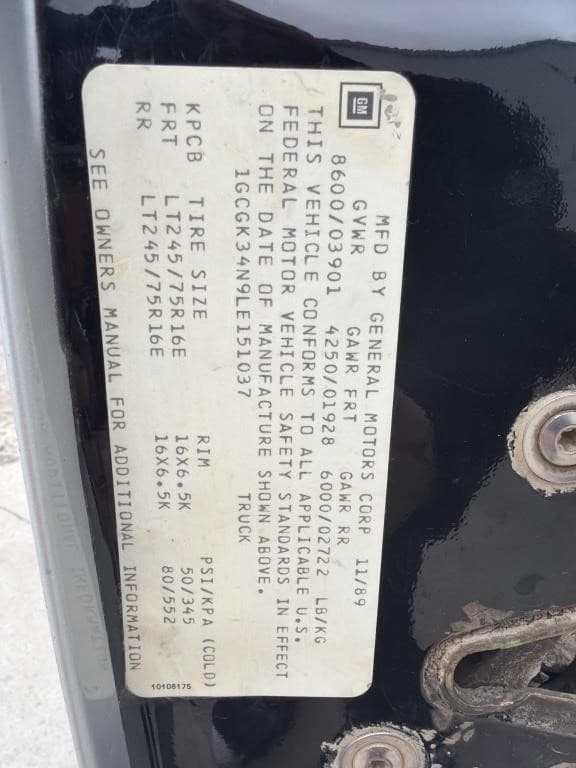 GM
MFD BY GENERAL MOTORS CORP 11/89
GVWR GAWR FRT GAWR RR
8600/03901 4250/01928 6000/02722 LB/KG
THIS VEHICLE CONFORMS TO ALL APPLICABLE U.S.
FEDERAL MOTOR VEHICLE SAFETY STANDARDS IN EFFECT
ON THE DATE OF MANUFACTURE SHOWN ABOVE.
1GCGK34N9LE151037 TRUCK
KPCB TIRE SIZE RIM PSI/KPA (COLD)
FRT LT245/75R16E 16X6.5K 50/345
RR LT245/75R16E 16X6.5K 80/552
SEE OWNERS MANUAL FOR ADDITIONAL INFORMATION
10108175